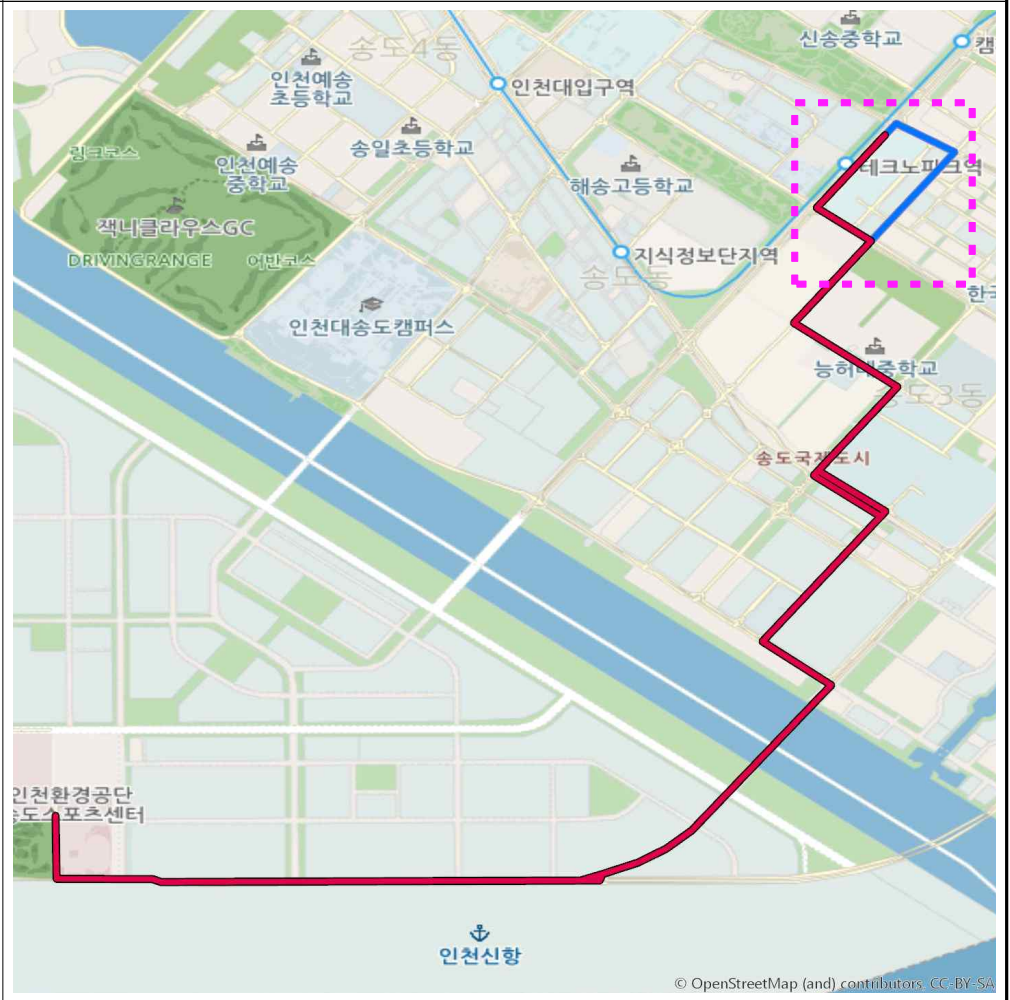 신송중학교
캠
송도4동
인천예송
초등학교
인천대입구역
송일초등학교
링크코스
인천예송
중학교
해송고등학교
테크노파크역
잭니클라우스GC
DRIVINGRANGE
어반코스
지식정보단지역
송도동
한국
인천대송도캠퍼스
능허대중학교
송도3동
송도국제도시
인천환경공단
송도스포츠센터
인천신항
© OpenStreetMap (and) contributors, CC-BY-SA